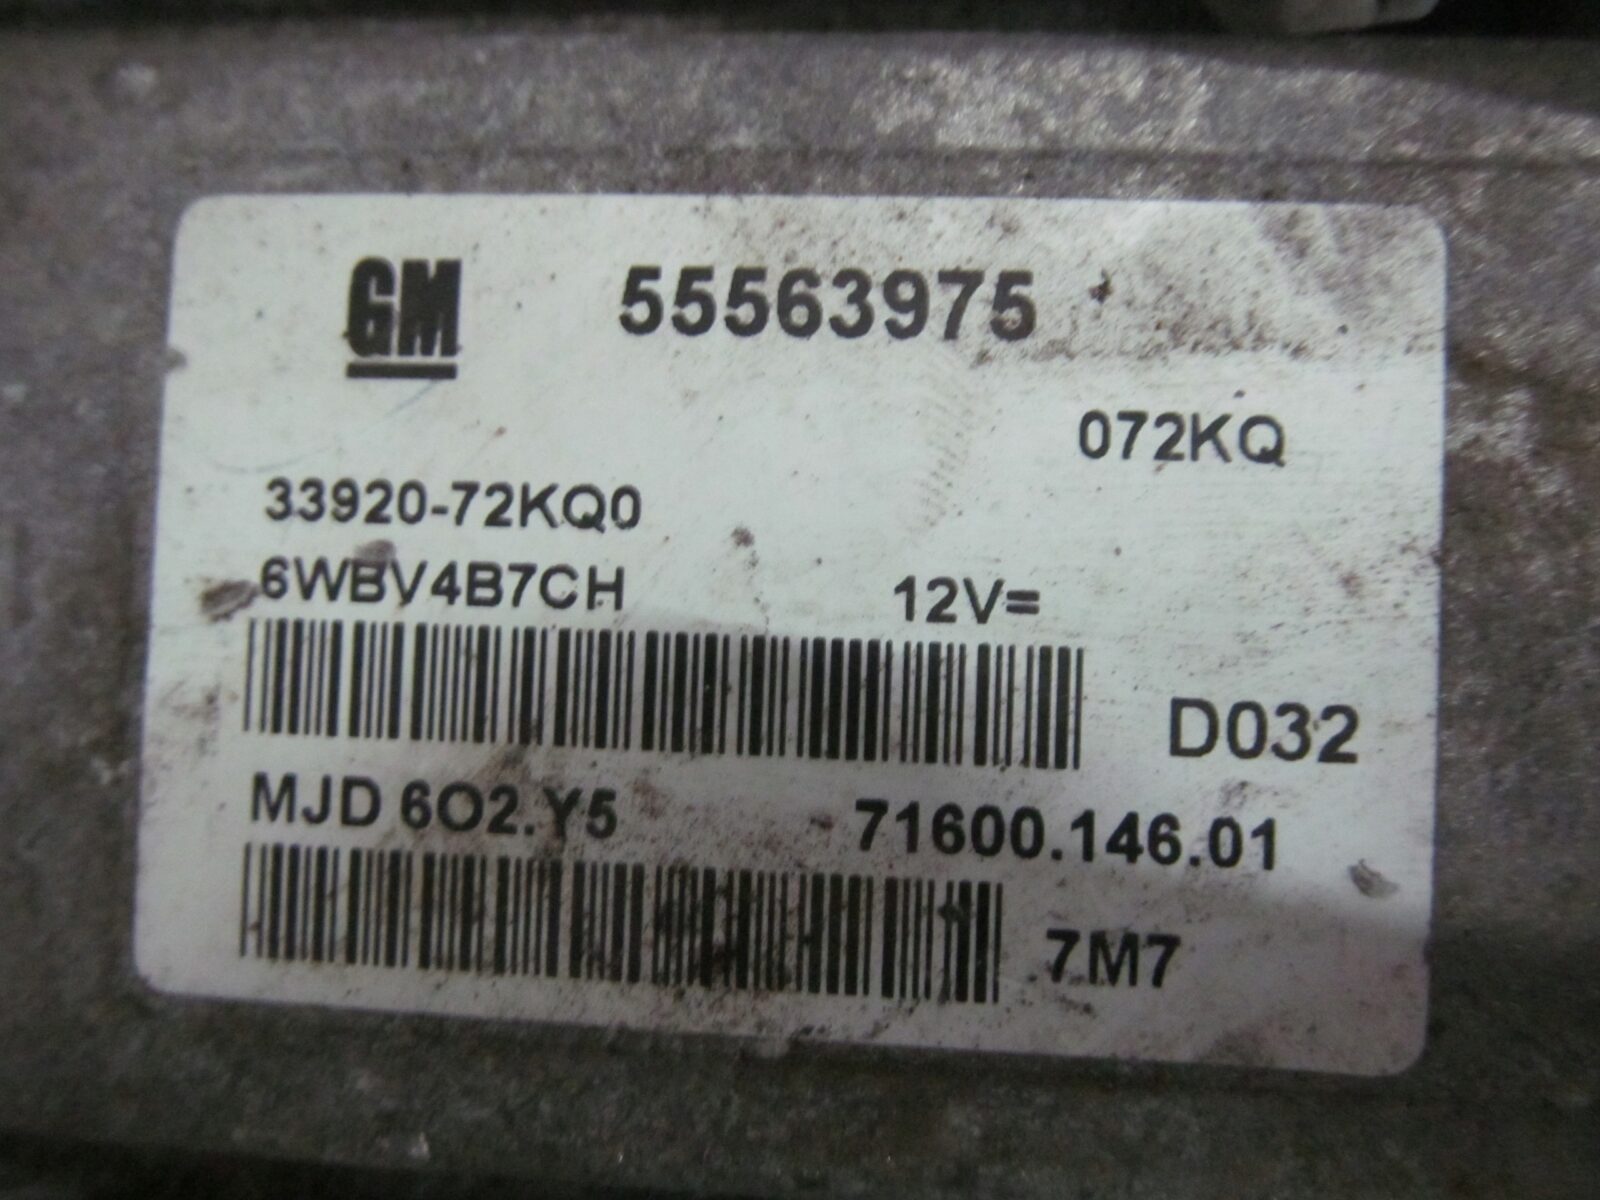 GM 55563975
072KQ
33920-72KQ0
6WBV4B7CH 12V=
D032
MJD 6O2.Y5 71600.146.01
7M7